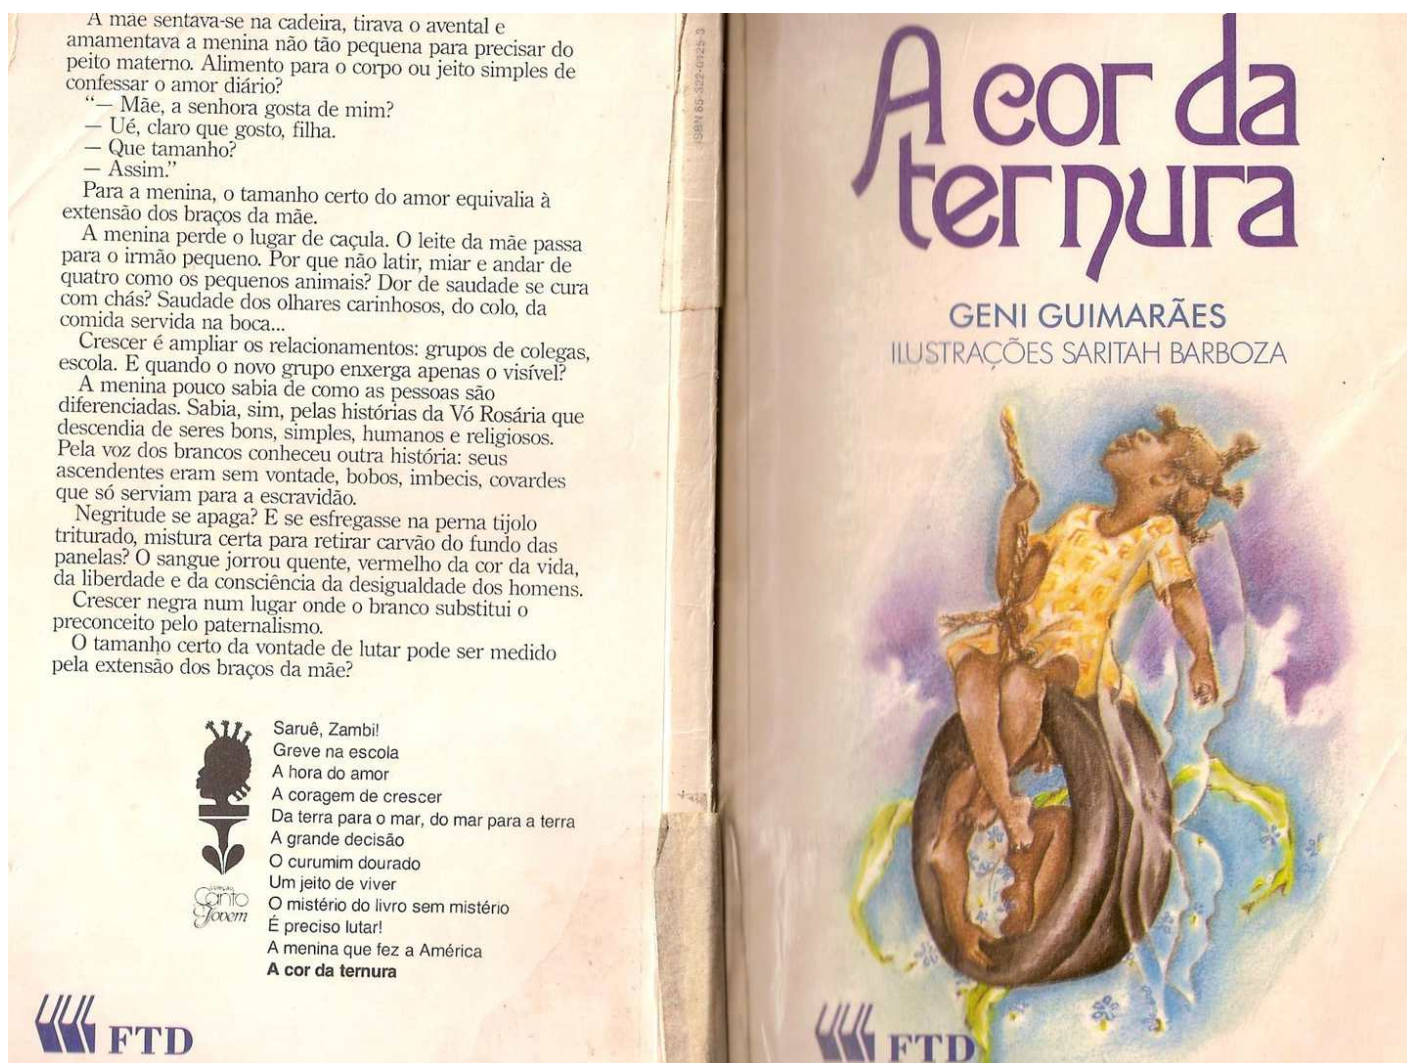 A mãe sentava-se na cadeira, tirava o avental e
amamentava a menina não tão pequena para precisar do
peito materno. Alimento para o corpo ou jeito simples de
confessar o amor diário?
“— Mãe, a senhora gosta de mim?
— Ué, claro que gosto, filha.
— Que tamanho?
— Assim.”
Para a menina, o tamanho certo do amor equivalia à
extensão dos braços da mãe.
A menina perde o lugar de caçula. O leite da mãe passa
para o irmão pequeno. Por que não latir, miar e andar de
quatro como os pequenos animais? Dor de saudade se cura
com chás? Saudade dos olhares carinhosos, do colo, da
comida servida na boca...
Crescer é ampliar os relacionamentos: grupos de colegas,
escola. E quando o novo grupo enxerga apenas o visível?
A menina pouco sabia de como as pessoas são
diferenciadas. Sabia, sim, pelas histórias da Vó Rosária que
descendia de seres bons, simples, humanos e religiosos.
Pela voz dos brancos conheceu outra história: seus
ascendentes eram sem vontade, bobos, imbecis, covardes
que só serviam para a escravidão.
Negritude se apaga? E se esfregasse na perna tijolo
triturado, mistura certa para retirar carvão do fundo das
panelas? O sangue jorrou quente, vermelho da cor da vida,
da liberdade e da consciência da desigualdade dos homens.
Crescer negra num lugar onde o branco substitui o
preconceito pelo paternalismo.
O tamanho certo da vontade de lutar pode ser medido
pela extensão dos braços da mãe?
Saruê, Zambi!
Greve na escola
A hora do amor
A coragem de crescer
Da terra para o mar, do mar para a terra
A grande decisão
O curumim dourado
Um jeito de viver
O mistério do livro sem mistério
É preciso lutar!
A menina que fez a América
A cor da ternura
COLEÇÃO
Canto
Jovem
FTD
ISBN 85-322-0125-3
A cor da
ternura
GENI GUIMARÃES
ILUSTRAÇÕES SARITAH BARBOZA
FTD